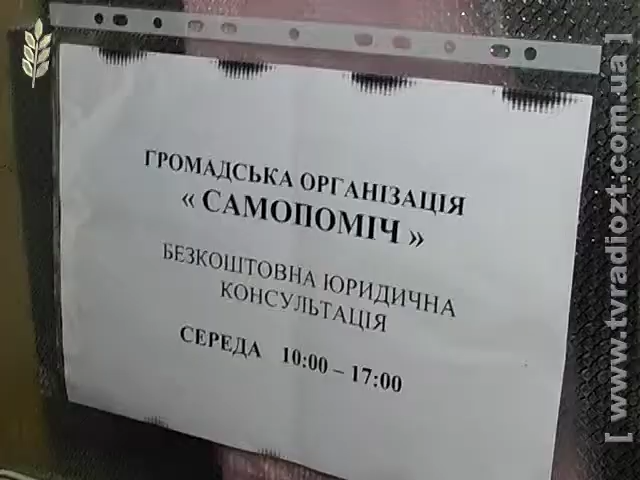 ГРОМАДСЬКА ОРГАНІЗАЦІЯ
« САМОПОМІЧ »
БЕЗКОШТОВНА ЮРИДИЧНА
КОНСУЛЬТАЦІЯ
СЕРЕДА 10:00 – 17:00
[ www.tvradiozt.com.ua ]